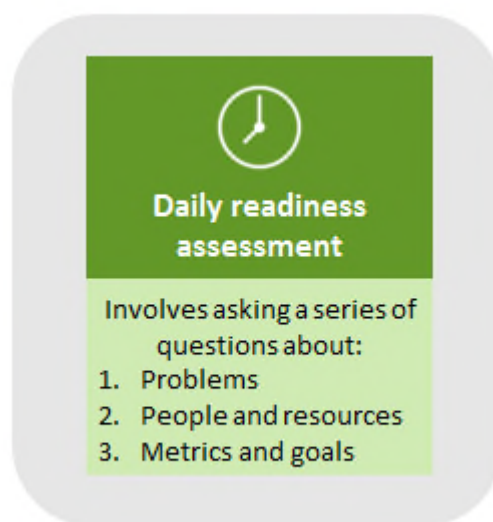 Daily readiness
assessment
Involves asking a series of
questions about:
1. Problems
2. People and resources
3. Metrics and goals